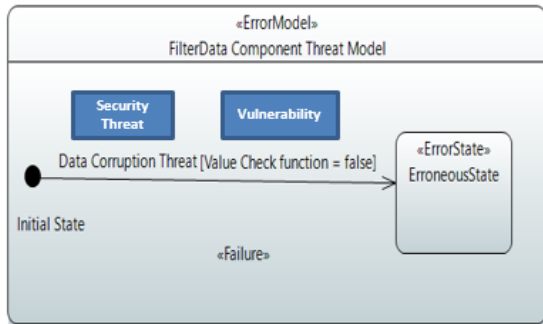 «ErrorModel»
FilterData Component Threat Model
Security
Threat
Vulnerability
Data Corruption Threat [Value Check function = false]
«ErrorState»
ErroneousState
Initial State
«Failure»